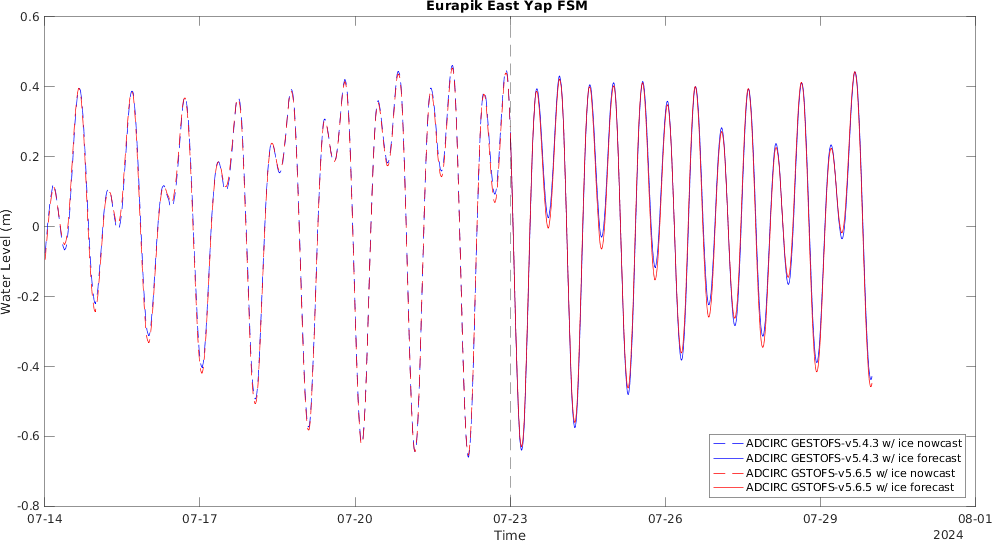 Eurapik East Yap FSM
0.6
0.4
0.2
0
-0.2
-0.4
-0.6
-0.8
Water Level (m)
ADCIRC GESTOFS-v5.4.3 w/ ice nowcast
ADCIRC GESTOFS-v5.4.3 w/ ice forecast
ADCIRC GSTOFS-v5.6.5 w/ ice nowcast
ADCIRC GSTOFS-v5.6.5 w/ ice forecast
07-14 07-17 07-20 07-23 07-26 07-29 08-01
Time
2024